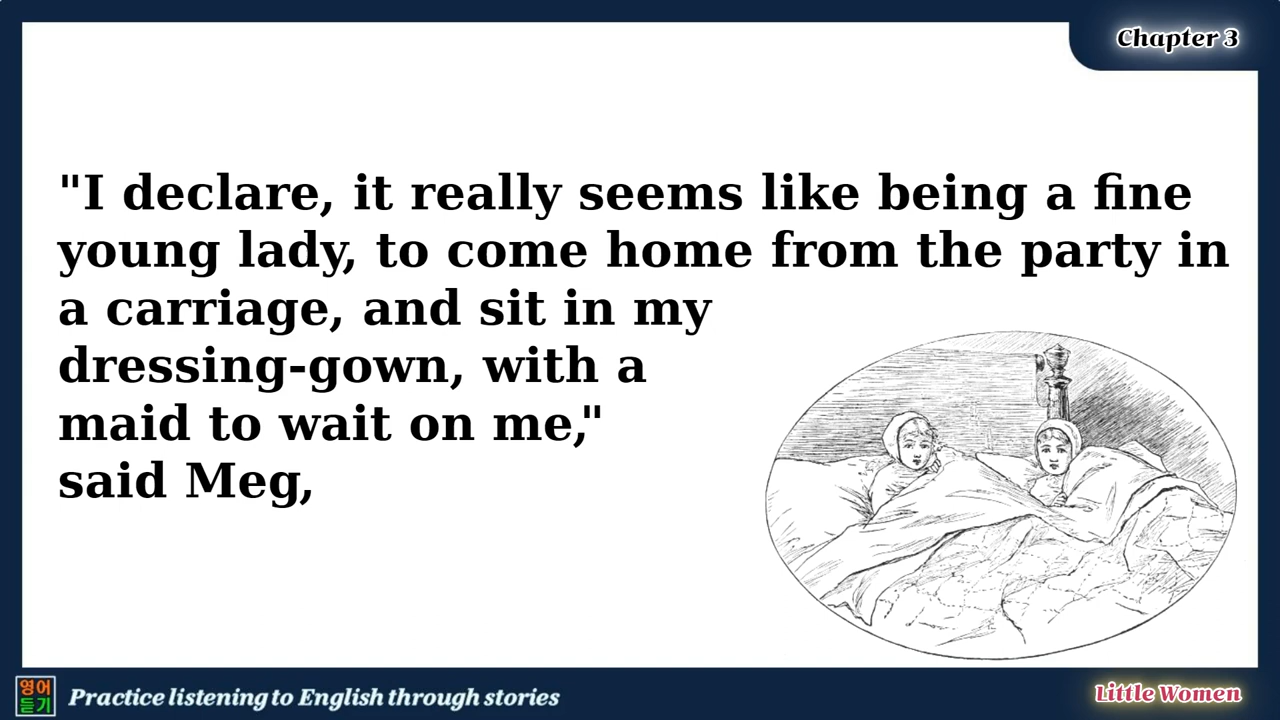 Chapter 3
"I declare, it really seems like being a fine
young lady, to come home from the party in
a carriage, and sit in my
dressing-gown, with a
maid to wait on me,"
said Meg,
영어
듣기
Practice listening to English through stories
Little Women